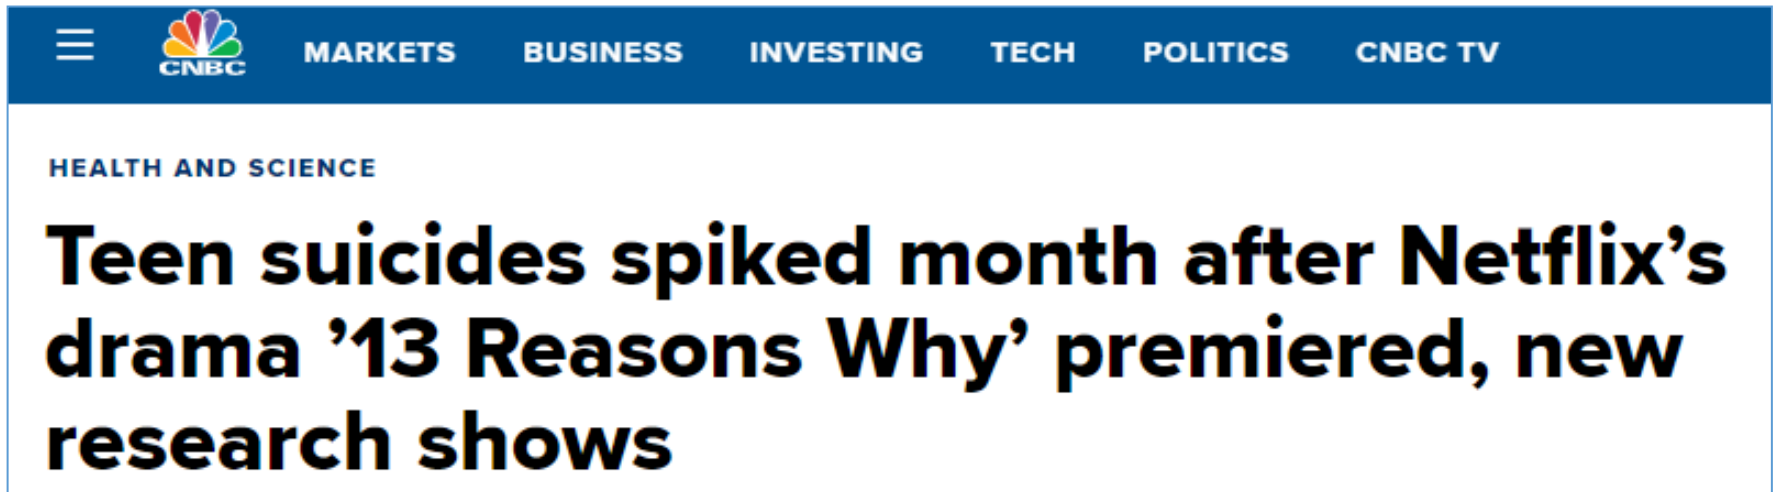 CNBC MARKETS BUSINESS INVESTING TECH POLITICS CNBC TV
HEALTH AND SCIENCE
Teen suicides spiked month after Netflix’s
drama ’13 Reasons Why’ premiered, new
research shows